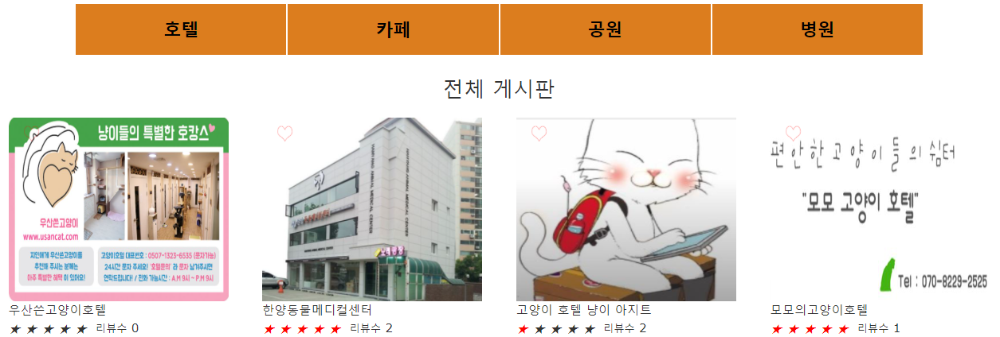 호텔 카페 공원 병원
전체 게시판
냥이들의 특별한 호캉스
우산쓴고양이
www.usancat.com
지인에게 우산쓴고양이를
추천해 주시는 분께는
아주 특별한 혜택이 있어요!
고양이호텔 대표번호 : 0507-1323-6535 (문자가능)
24시간 문자 주세요! '호텔문의' 라 문자 남겨주시면
연락드립니다! / 전화 가능시간 : A.M 9시 ~ P.M 9시
HANYANG ANIMAL MEDICAL CENTER
편안한고양이들의쉼터
"모모 고양이 호텔"
Tel : 070-8229-2525
우산쓴고양이호텔
★ ★ ★ ★ ★ 리뷰수 0
한양동물메디컬센터
★ ★ ★ ★ ★ 리뷰수 2
고양이 호텔 냥이 아지트
★ ★ ★ ★ ★ 리뷰수 2
모모의고양이호텔
★ ★ ★ ★ ★ 리뷰수 1